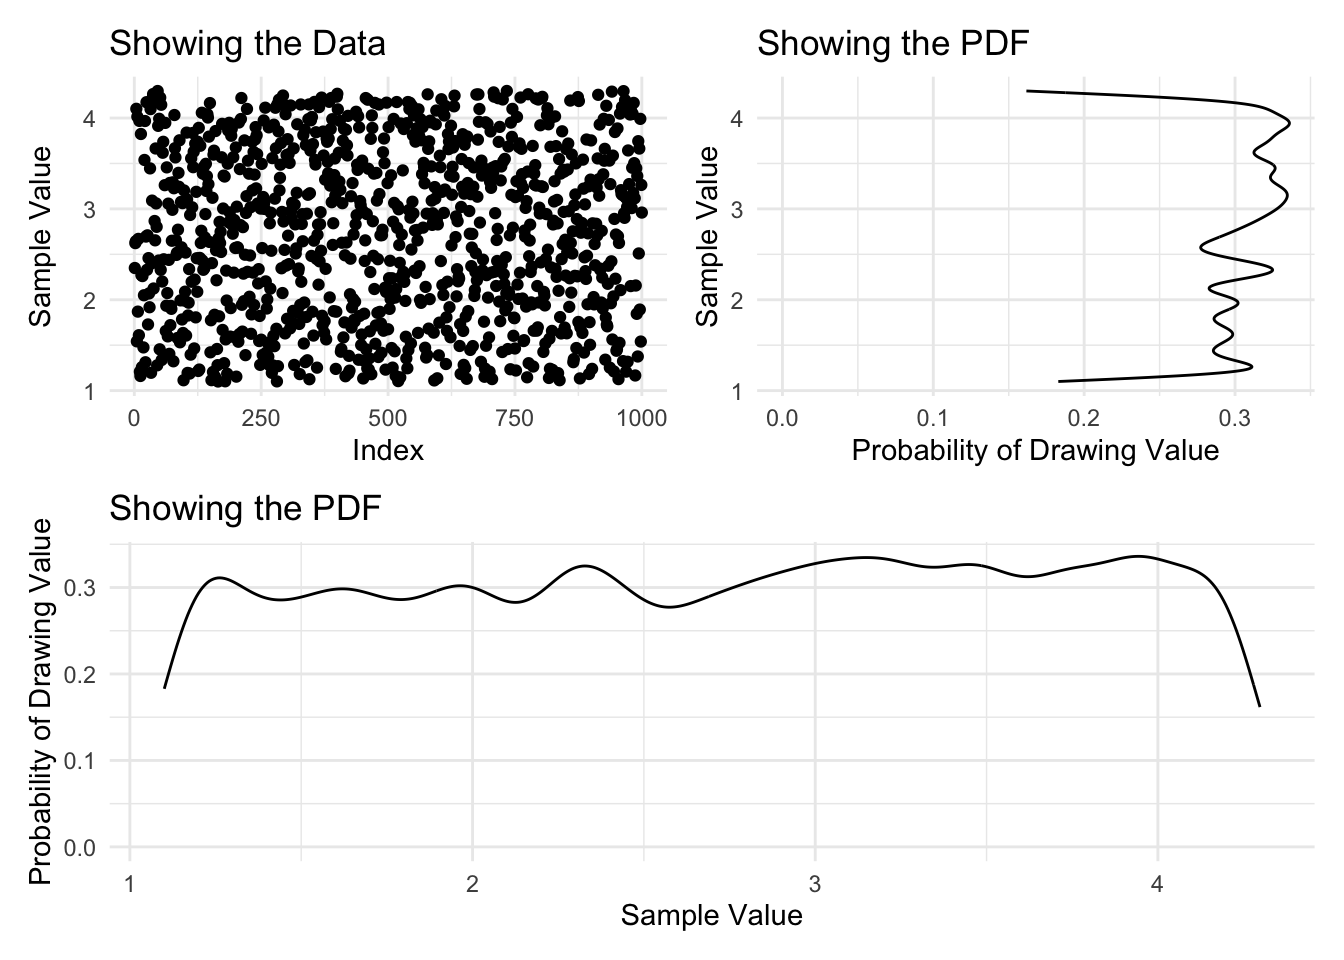 Showing the Data
Sample Value
4
3
2
1
0 250 500 750 1000
Index
Showing the PDF
Sample Value
4
3
2
1
0.0 0.1 0.2 0.3
Probability of Drawing Value
Showing the PDF
Probability of Drawing Value
0.3
0.2
0.1
0.0
1 2 3 4
Sample Value